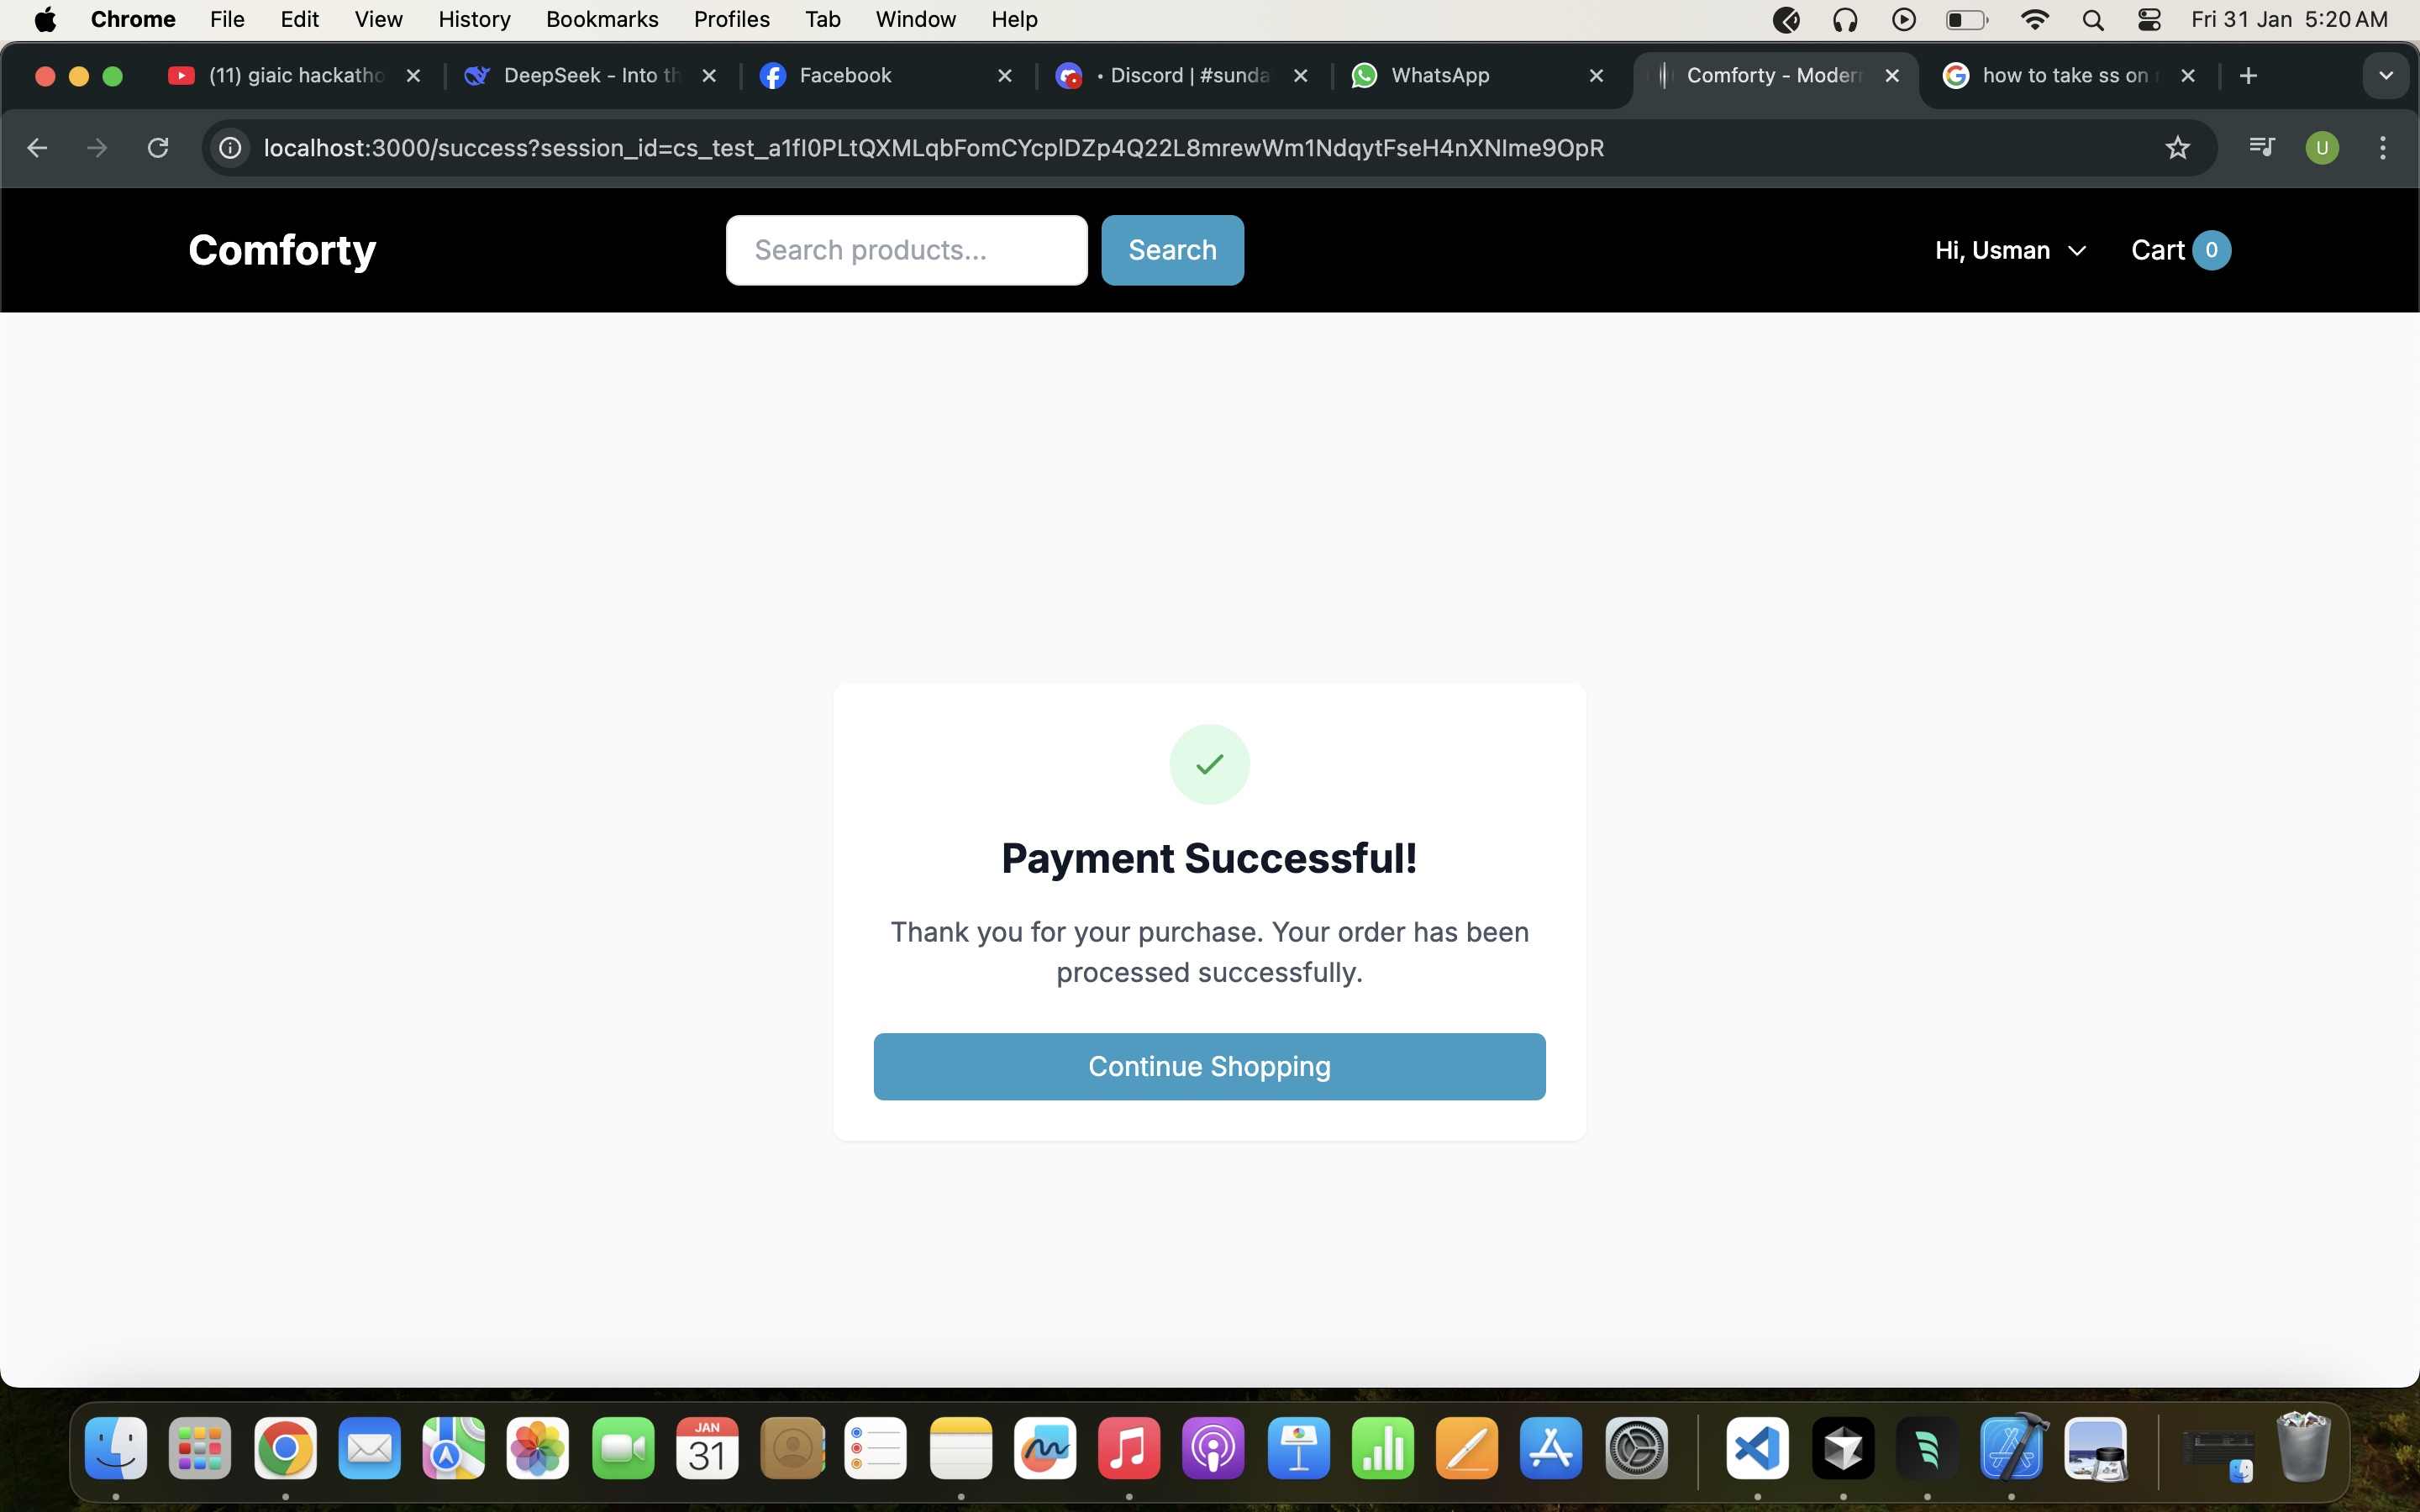 Chrome File Edit View History Bookmarks Profiles Tab Window Help Fri 31 Jan 5:20 AM
(11) giaic hackatho DeepSeek - Into th Facebook • Discord | #sunda WhatsApp Comforty - Modern how to take ss on
localhost:3000/success?session_id=cs_test_a1fI0PLtQXMLqbFomCYcpIDZp4Q22L8mrewWm1NdqytFseH4nXNIme9OpR U
Comforty Search products... Search Hi, Usman Cart 0
Payment Successful!
Thank you for your purchase. Your order has been
processed successfully.
Continue Shopping
JAN
31